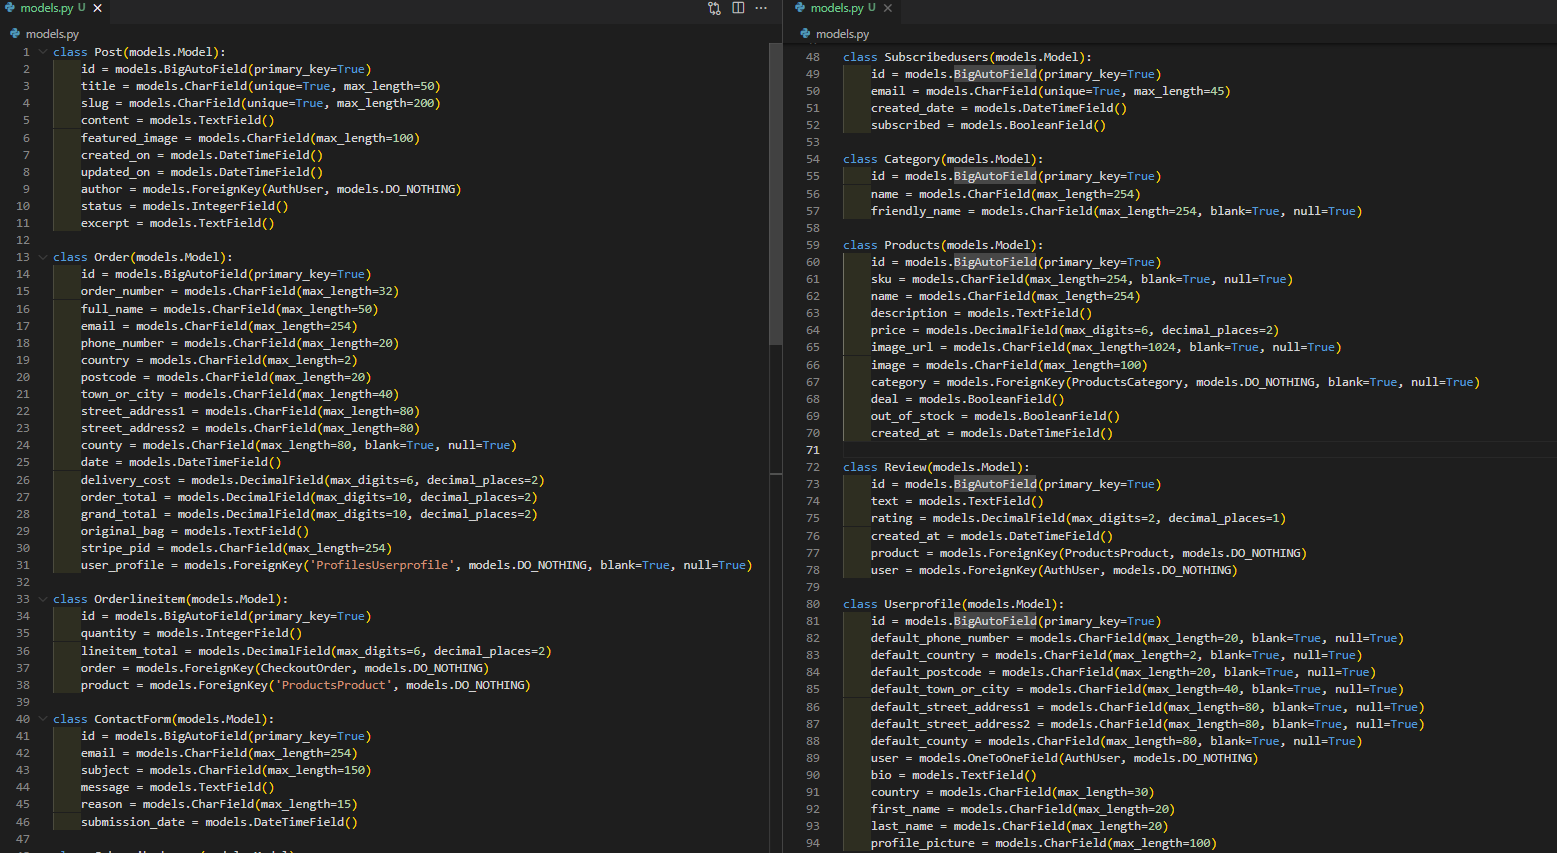 models.py U
models.py
1 class Post(models.Model):
2 id = models.BigAutoField(primary_key=True)
3 title = models.CharField(unique=True, max_length=50)
4 slug = models.CharField(unique=True, max_length=200)
5 content = models.TextField()
6 featured_image = models.CharField(max_length=100)
7 created_on = models.DateTimeField()
8 updated_on = models.DateTimeField()
9 author = models.ForeignKey(AuthUser, models.DO_NOTHING)
10 status = models.IntegerField()
11 excerpt = models.TextField()
12
13 class Order(models.Model):
14 id = models.BigAutoField(primary_key=True)
15 order_number = models.CharField(max_length=32)
16 full_name = models.CharField(max_length=50)
17 email = models.CharField(max_length=254)
18 phone_number = models.CharField(max_length=20)
19 country = models.CharField(max_length=2)
20 postcode = models.CharField(max_length=20)
21 town_or_city = models.CharField(max_length=40)
22 street_address1 = models.CharField(max_length=80)
23 street_address2 = models.CharField(max_length=80)
24 county = models.CharField(max_length=80, blank=True, null=True)
25 date = models.DateTimeField()
26 delivery_cost = models.DecimalField(max_digits=6, decimal_places=2)
27 order_total = models.DecimalField(max_digits=10, decimal_places=2)
28 grand_total = models.DecimalField(max_digits=10, decimal_places=2)
29 original_bag = models.TextField()
30 stripe_pid = models.CharField(max_length=254)
31 user_profile = models.ForeignKey('ProfilesUserprofile', models.DO_NOTHING, blank=True, null=True)
32
33 class Orderlineitem(models.Model):
34 id = models.BigAutoField(primary_key=True)
35 quantity = models.IntegerField()
36 lineitem_total = models.DecimalField(max_digits=6, decimal_places=2)
37 order = models.ForeignKey(CheckoutOrder, models.DO_NOTHING)
38 product = models.ForeignKey('ProductsProduct', models.DO_NOTHING)
39
40 class ContactForm(models.Model):
41 id = models.BigAutoField(primary_key=True)
42 email = models.CharField(max_length=254)
43 subject = models.CharField(max_length=150)
44 message = models.TextField()
45 reason = models.CharField(max_length=15)
46 submission_date = models.DateTimeField()
47
models.py U
models.py
48 class Subscribedusers(models.Model):
49 id = models.BigAutoField(primary_key=True)
50 email = models.CharField(unique=True, max_length=45)
51 created_date = models.DateTimeField()
52 subscribed = models.BooleanField()
53
54 class Category(models.Model):
55 id = models.BigAutoField(primary_key=True)
56 name = models.CharField(max_length=254)
57 friendly_name = models.CharField(max_length=254, blank=True, null=True)
58
59 class Products(models.Model):
60 id = models.BigAutoField(primary_key=True)
61 sku = models.CharField(max_length=254, blank=True, null=True)
62 name = models.CharField(max_length=254)
63 description = models.TextField()
64 price = models.DecimalField(max_digits=6, decimal_places=2)
65 image_url = models.CharField(max_length=1024, blank=True, null=True)
66 image = models.CharField(max_length=100)
67 category = models.ForeignKey(ProductsCategory, models.DO_NOTHING, blank=True, null=True)
68 deal = models.BooleanField()
69 out_of_stock = models.BooleanField()
70 created_at = models.DateTimeField()
71
72 class Review(models.Model):
73 id = models.BigAutoField(primary_key=True)
74 text = models.TextField()
75 rating = models.DecimalField(max_digits=2, decimal_places=1)
76 created_at = models.DateTimeField()
77 product = models.ForeignKey(ProductsProduct, models.DO_NOTHING)
78 user = models.ForeignKey(AuthUser, models.DO_NOTHING)
79
80 class Userprofile(models.Model):
81 id = models.BigAutoField(primary_key=True)
82 default_phone_number = models.CharField(max_length=20, blank=True, null=True)
83 default_country = models.CharField(max_length=2, blank=True, null=True)
84 default_postcode = models.CharField(max_length=20, blank=True, null=True)
85 default_town_or_city = models.CharField(max_length=40, blank=True, null=True)
86 default_street_address1 = models.CharField(max_length=80, blank=True, null=True)
87 default_street_address2 = models.CharField(max_length=80, blank=True, null=True)
88 default_county = models.CharField(max_length=80, blank=True, null=True)
89 user = models.OneToOneField(AuthUser, models.DO_NOTHING)
90 bio = models.TextField()
91 country = models.CharField(max_length=30)
92 first_name = models.CharField(max_length=20)
93 last_name = models.CharField(max_length=20)
94 profile_picture = models.CharField(max_length=100)